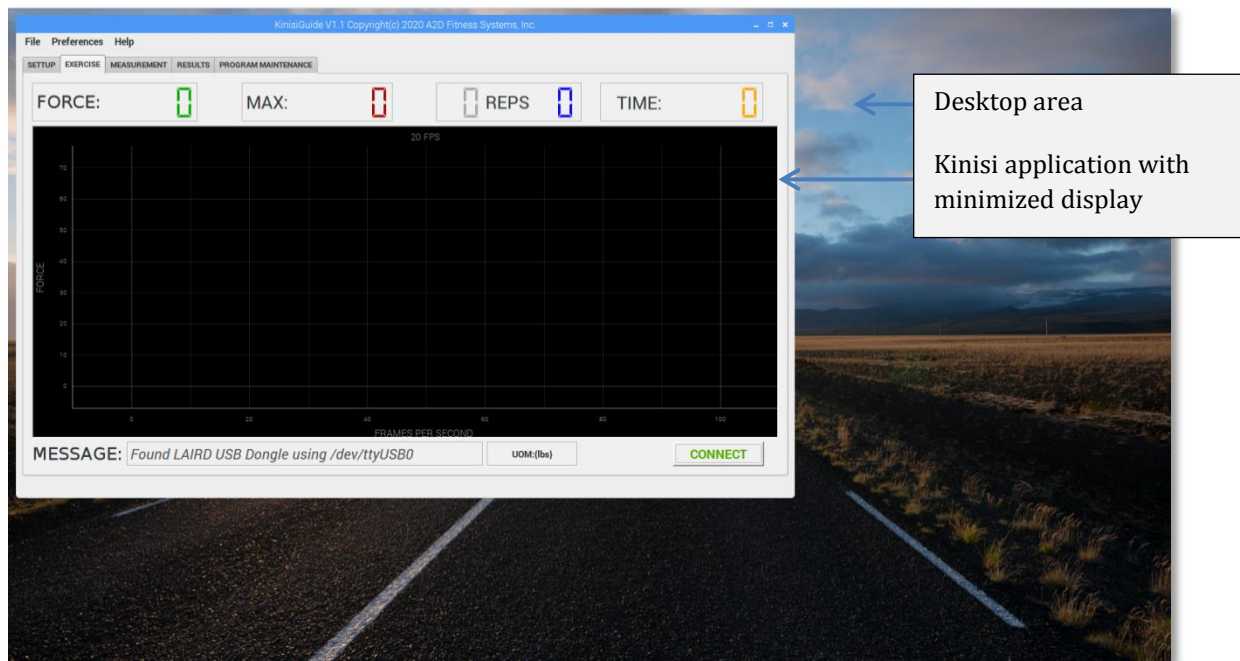 KinisiGuide V1.1 Copyright(c) 2020 A2D Fitness Systems, Inc.
File Preferences Help
SETTUP EXERCISE MEASUREMENT RESULTS PROGRAM MAINTENANCE
FORCE: 0 MAX: 0 0 REPS 0 TIME: 0
20 FPS
70
60
50
40
30
20
10
0
FORCE
0 20 40 60 80 100
FRAMES PER SECOND
MESSAGE: Found LAIRD USB Dongle using /dev/ttyUSB0 UOM:(lbs) CONNECT
Desktop area
Kinisi application with
minimized display